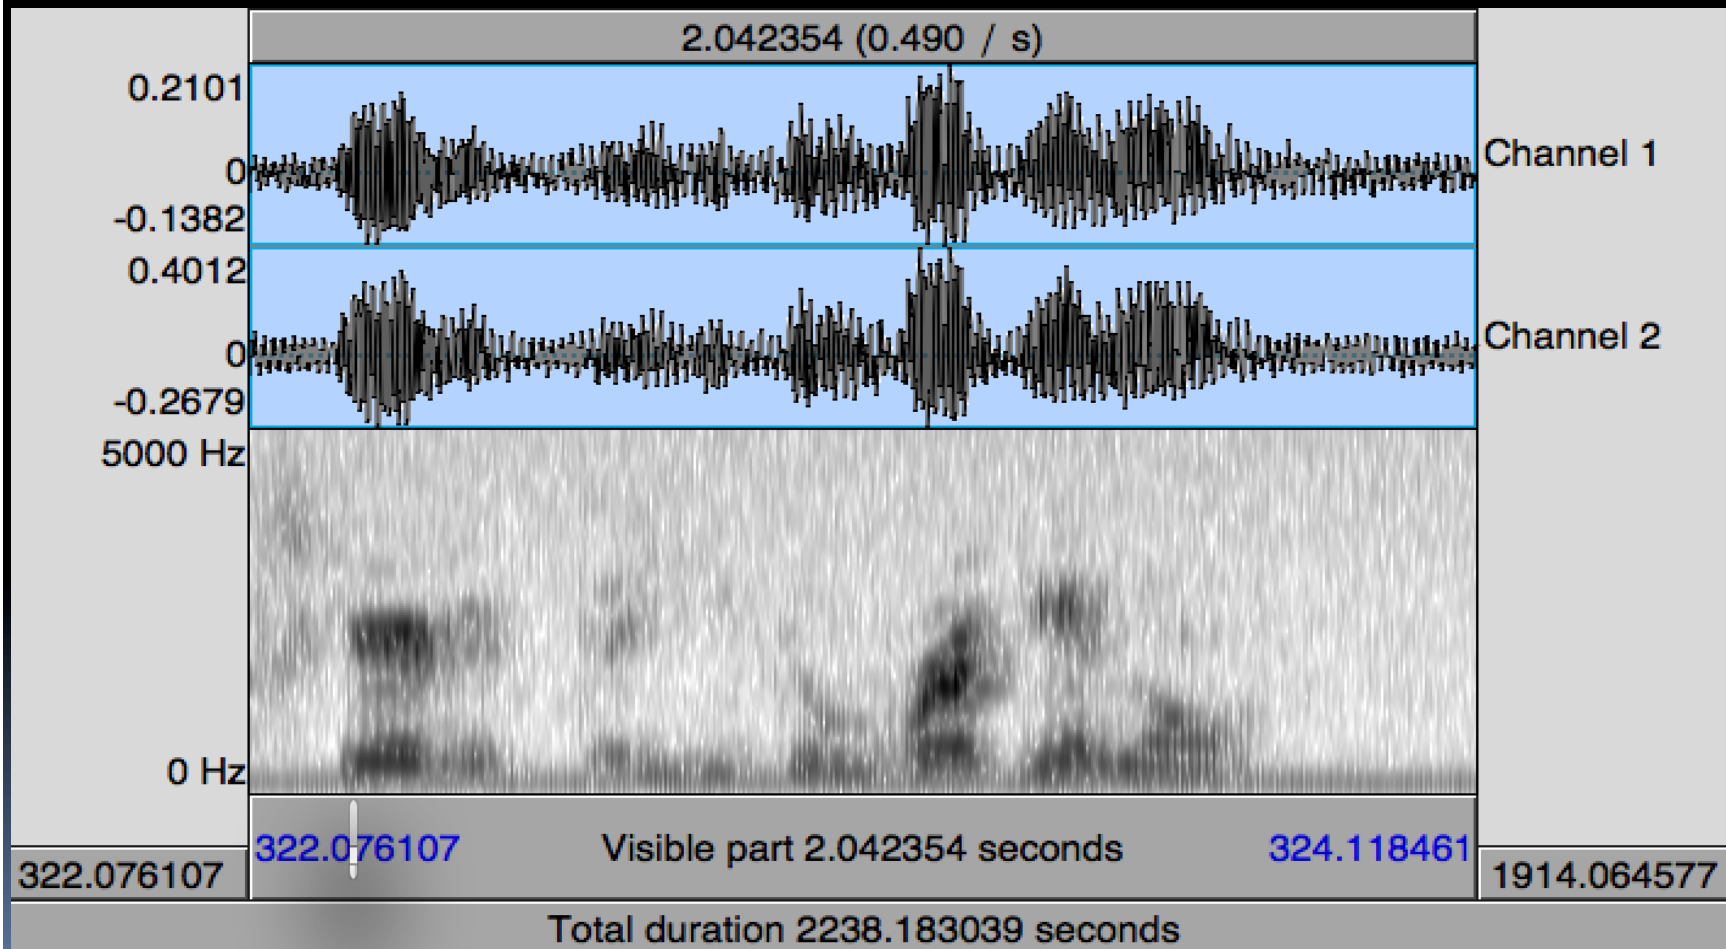 2.042354 (0.490 / s)
0.2101
0
-0.1382
Channel 1
0.4012
0
-0.2679
Channel 2
5000 Hz
0 Hz
322.076107 Visible part 2.042354 seconds 324.118461
322.076107 1914.064577
Total duration 2238.183039 seconds